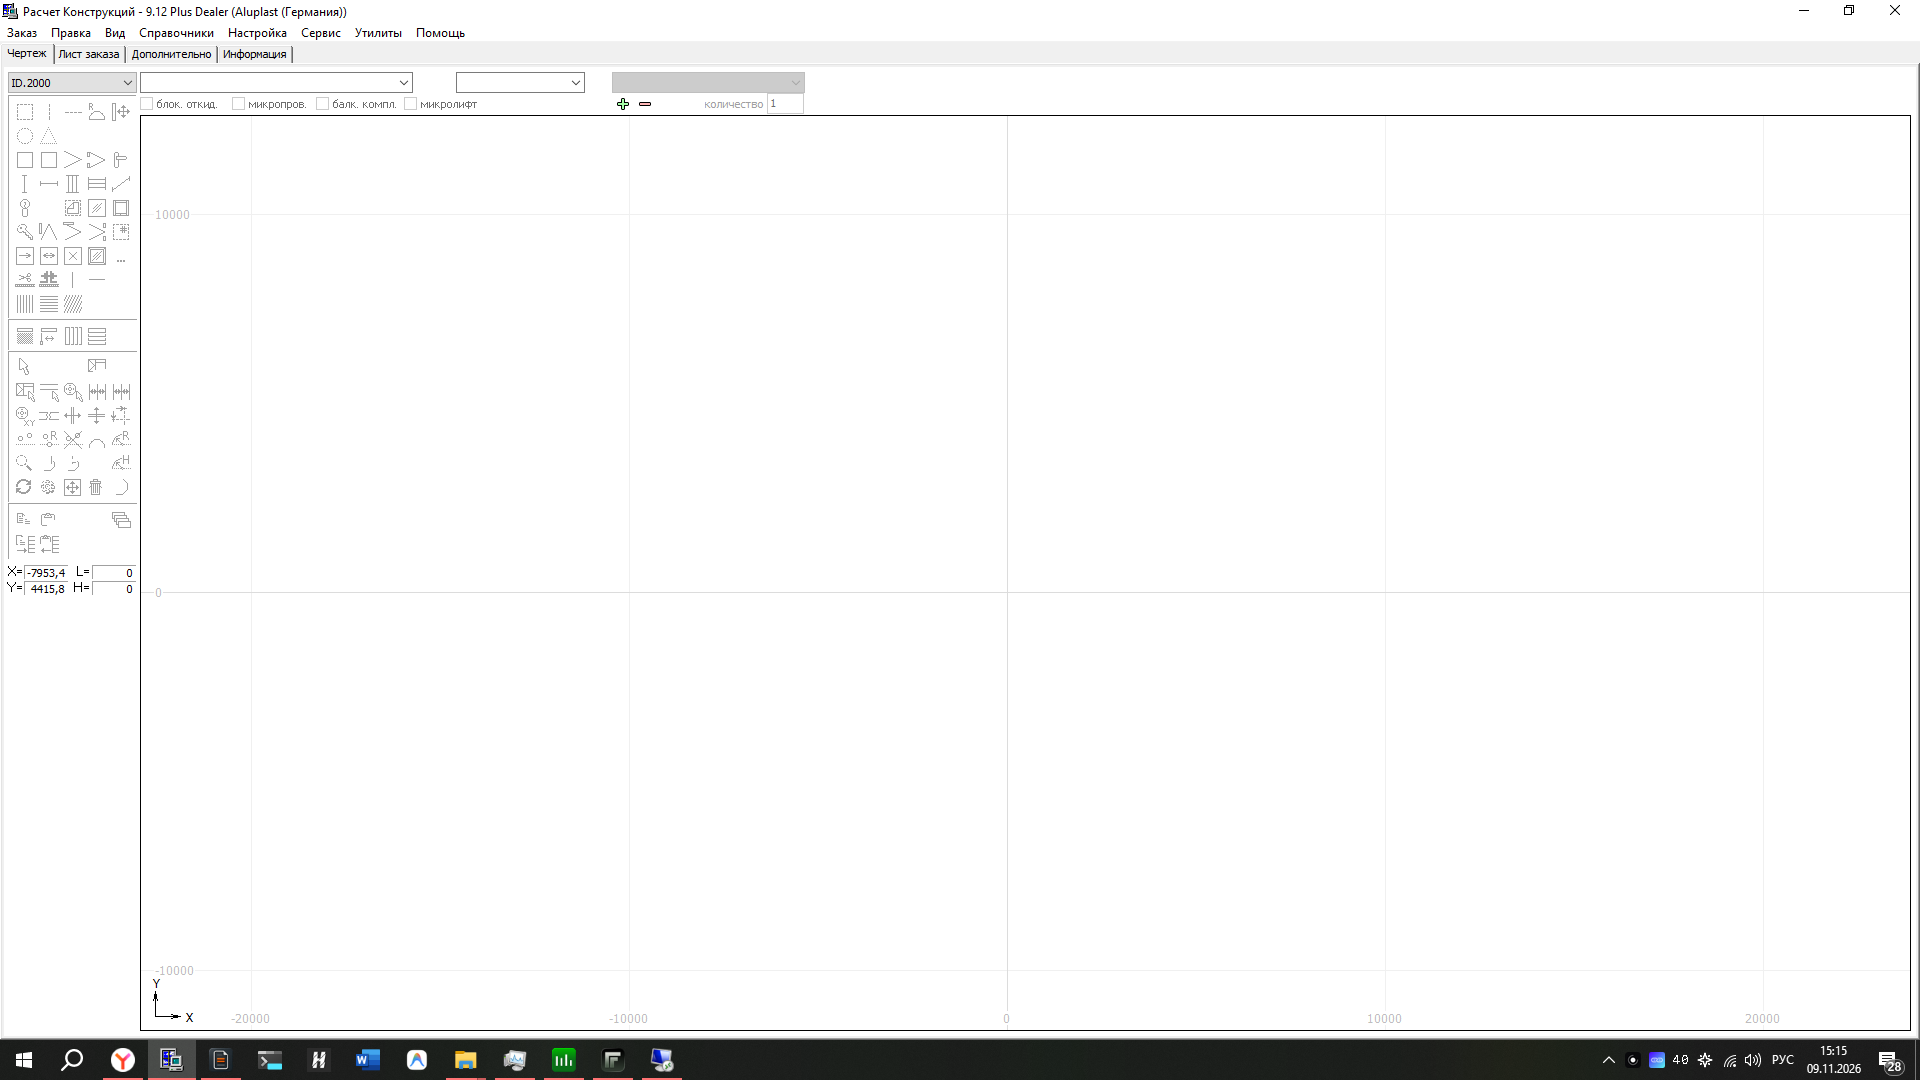 Расчет Конструкций - 9.12 Plus Dealer (Aluplast (Германия))
Заказ Правка Вид Справочники Настройка Сервис Утилиты Помощь
Чертеж Лист заказа Дополнительно Информация
ID.2000
блок. откид. микропров. балк. компл. микролифт количество 1
10000
0
-10000
X= -7953,4 L= 0
Y= 4415,8 H= 0
Y
X
-20000 -10000 0 10000 20000
40 РУС 15:15
09.11.2026 28